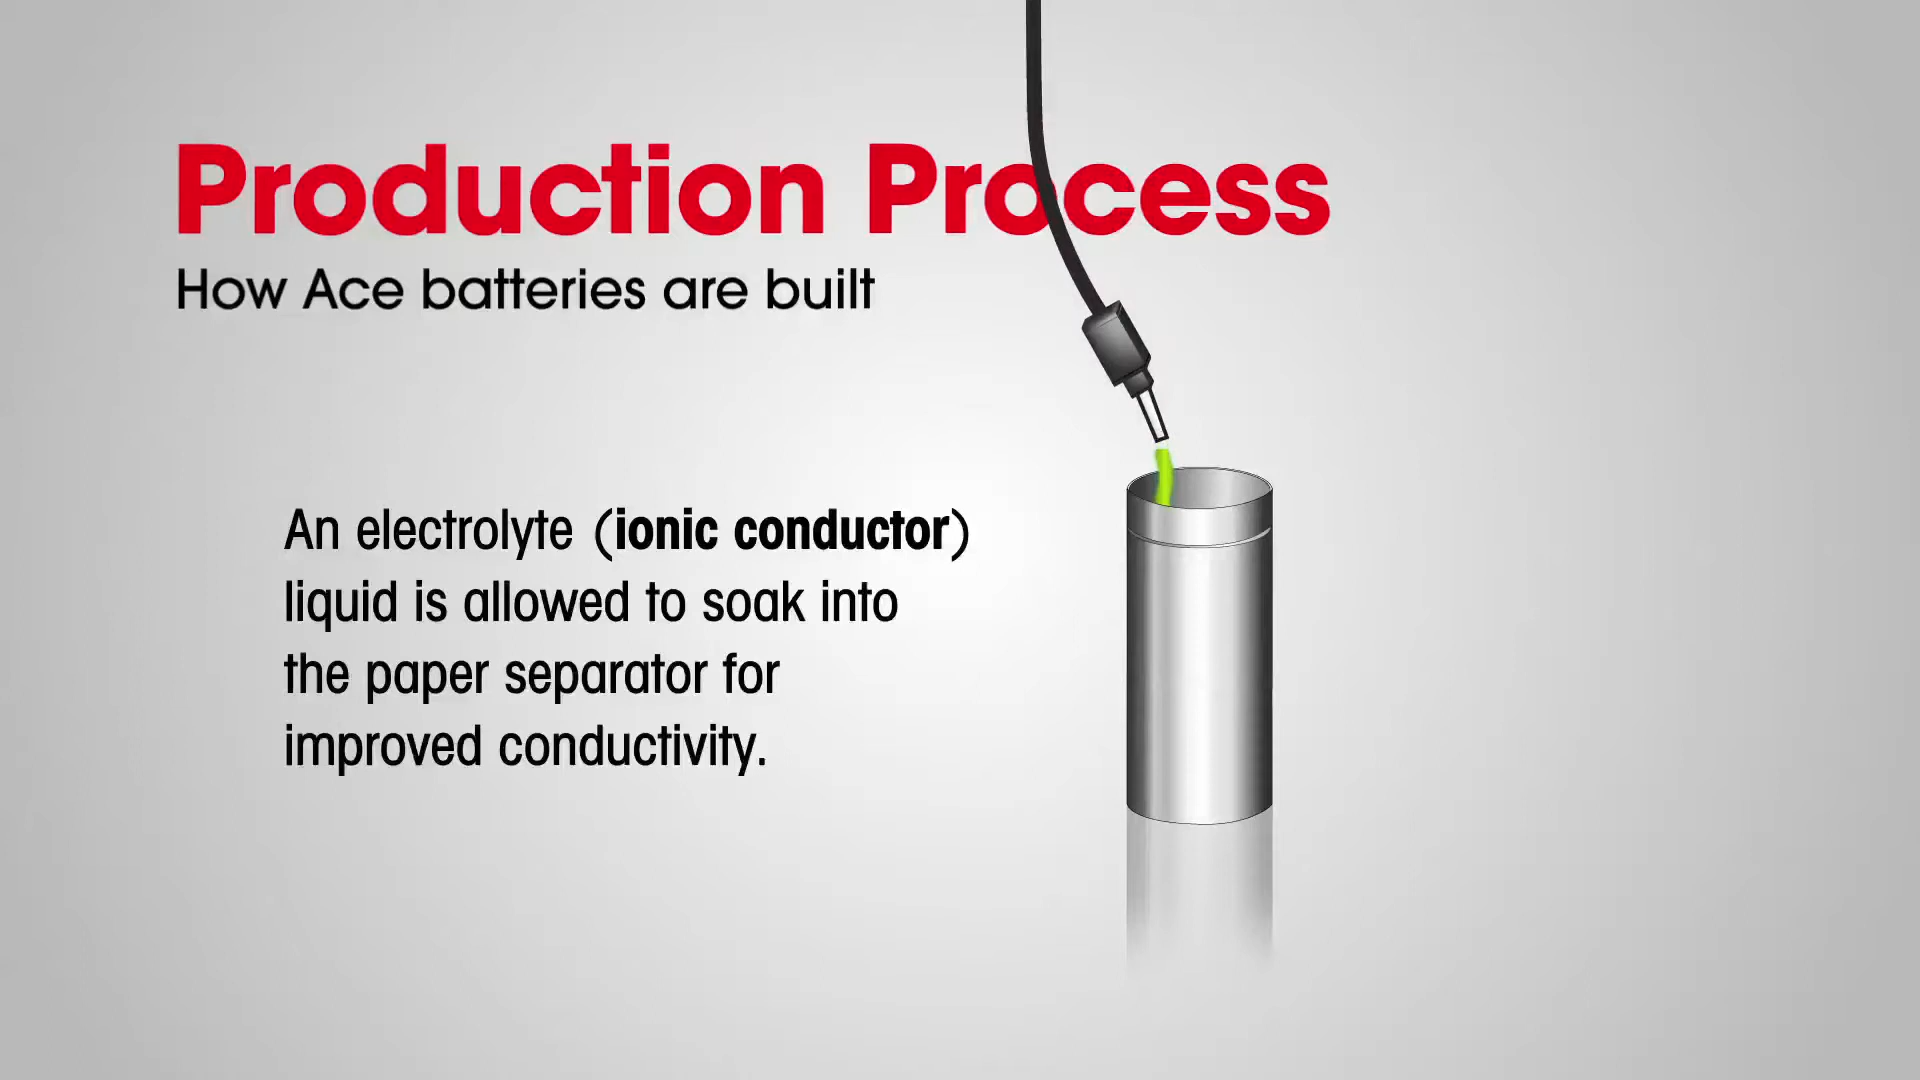 Production Process
How Ace batteries are built
An electrolyte (ionic conductor)
liquid is allowed to soak into
the paper separator for
improved conductivity.